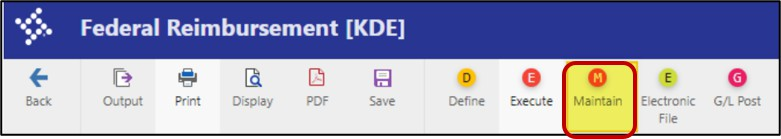 Federal Reimbursement [KDE]
D E M E G
Back Output Print Display PDF Save Define Execute Maintain Electronic File G/L Post